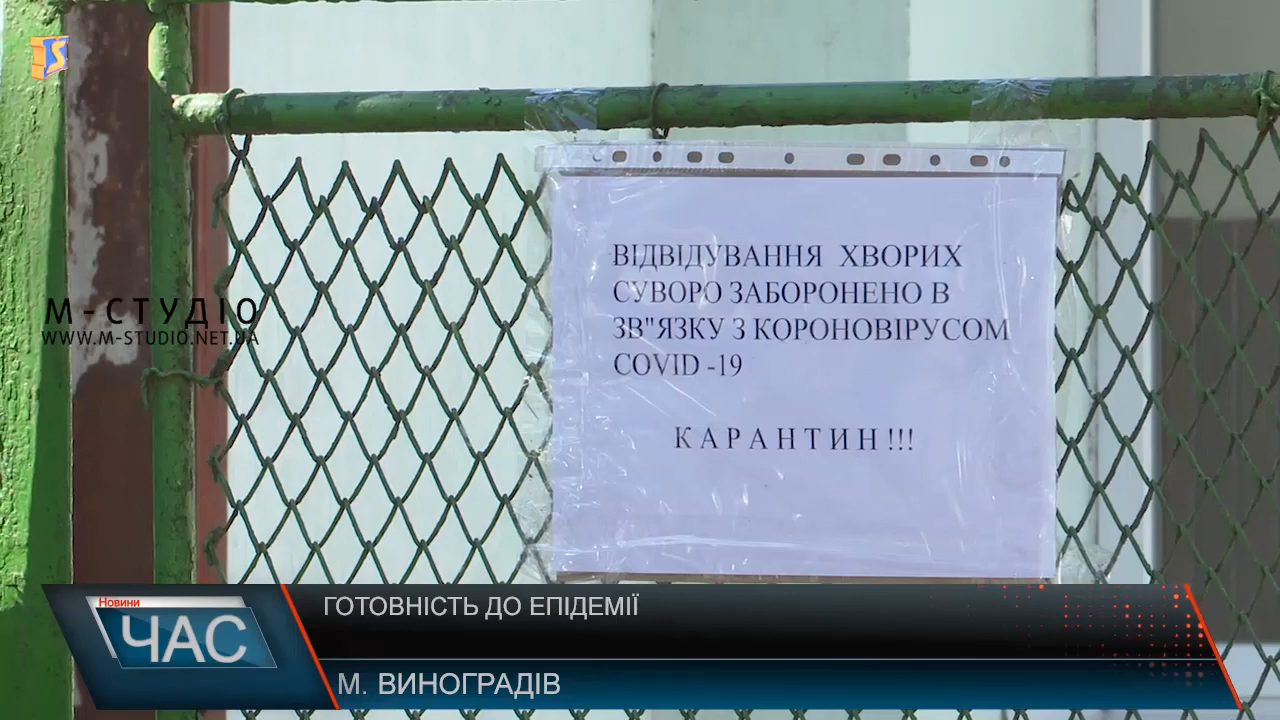 S
ВІДВІДУВАННЯ ХВОРИХ
СУВОРО ЗАБОРОНЕНО В
ЗВ"ЯЗКУ З КОРОНОВІРУСОМ
COVID -19
КАРАНТИН!!!
М-СТУДІО
WWW.M-STUDIO.NET.UA
Новини
ЧАС
ГОТОВНІСТЬ ДО ЕПІДЕМІЇ
М. ВИНОГРАДІВ